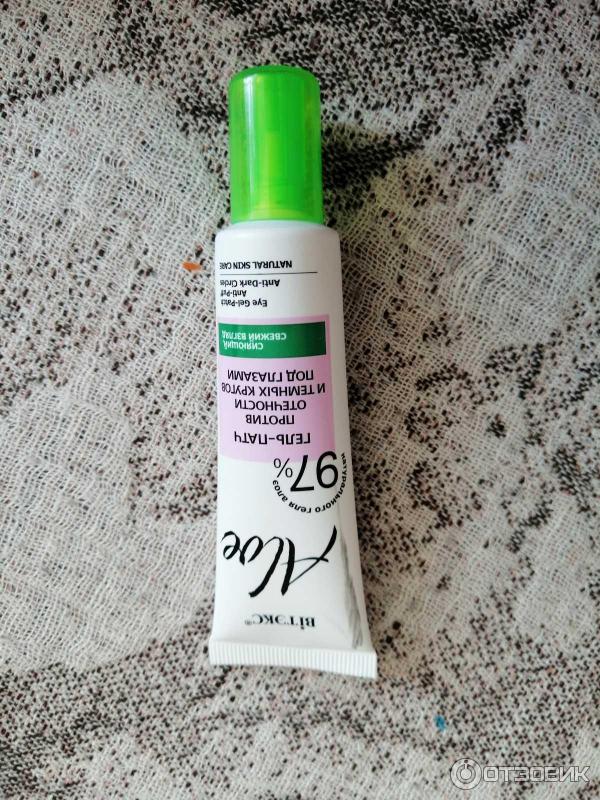 ВІТЭКС®
Aloe
97%
натурального геля алоэ
ГЕЛЬ-ПАТЧ
ПРОТИВ
ОТЕЧНОСТИ
И ТЕМНЫХ КРУГОВ
ПОД ГЛАЗАМИ
СИЯЮЩИЙ,
СВЕЖИЙ ВЗГЛЯД
Eye Gel-Patch
Anti-Puff
Anti-Dark Circles
NATURAL SKIN CARE
ОТЗОВИК